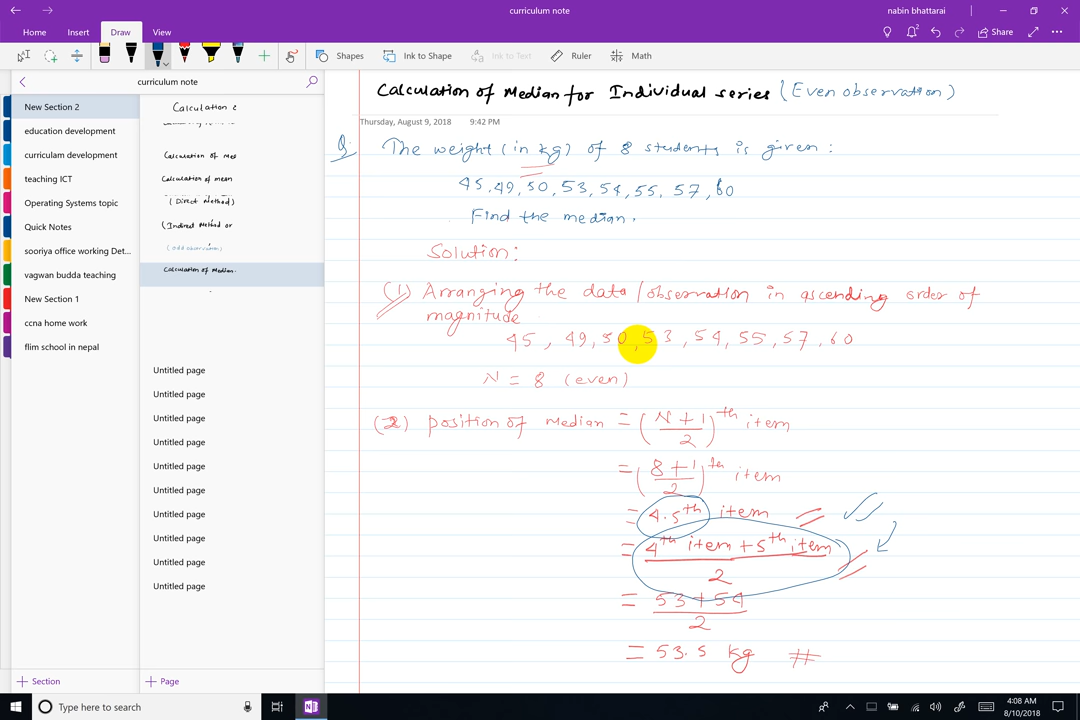 curriculum note
nabin bhattarai
Home
Insert
Draw
View
Share
Shapes
Ink to Shape
Ink to Text
Ruler
Math
curriculum note
New Section 2
education development
curriculam development
teaching ICT
Operating Systems topic
Quick Notes
sooriya office working Det...
vagwan budda teaching
New Section 1
ccna home work
flim school in nepal
Section
Calculation c
Calculation of Med
Calculation of mean
(Direct Method)
(Indirect Method or
(odd observation)
Calculation of Median.
Untitled page
Untitled page
Untitled page
Untitled page
Untitled page
Untitled page
Untitled page
Untitled page
Untitled page
Untitled page
Page
Calculation of Median for Individual series (Even observation)
Thursday, August 9, 2018 9:42 PM
Q. The weight (in kg) of 8 students is given :
45, 49, 50, 53, 54, 55, 57, 60
Find the median.
Solution:
(1) Arranging the data/observation in ascending order of
magnitude
45, 49, 50, 53, 54, 55, 57, 60
N = 8 (even)
(2) position of Median = (N+1/2)th item
= (8+1/2)th item
= 4.5th item
= 4th item + 5th item
2
= 53 + 54
2
= 53.5 kg #
Type here to search
4:08 AM
8/10/2018